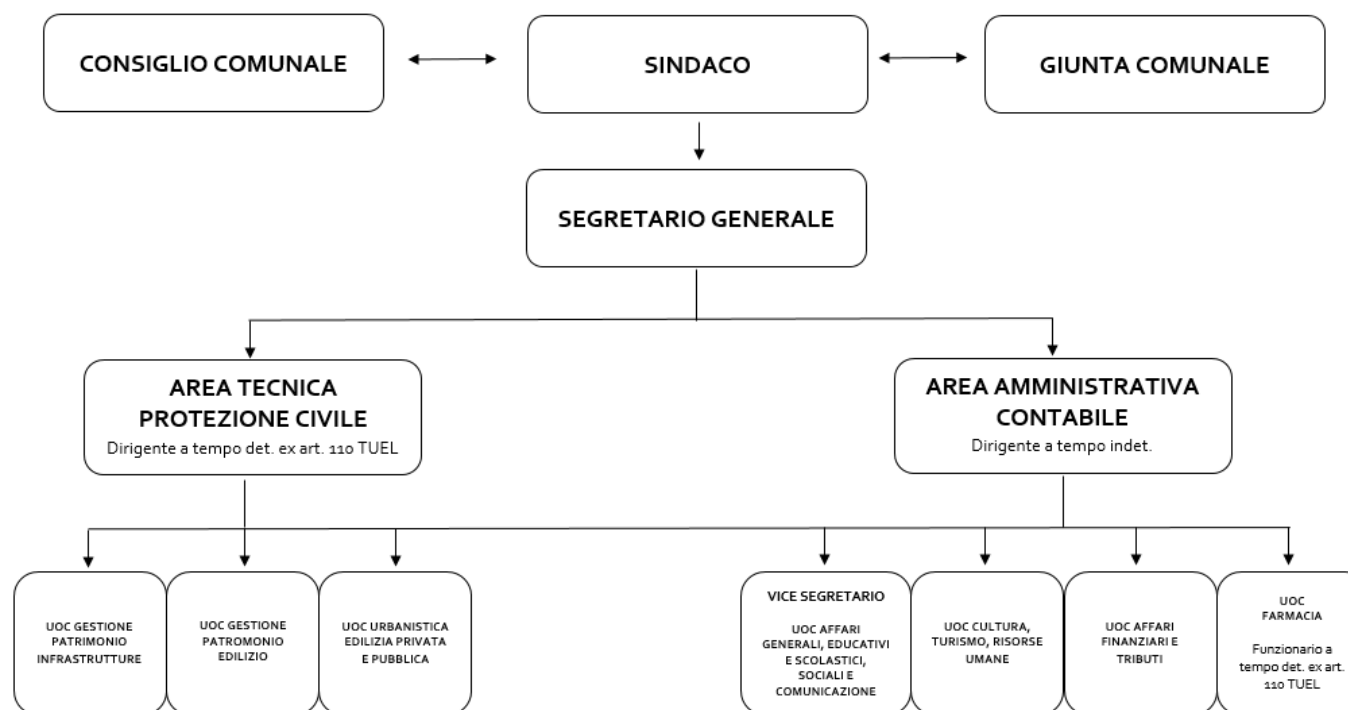 CONSIGLIO COMUNALE
SINDACO
GIUNTA COMUNALE
SEGRETARIO GENERALE
AREA TECNICA
PROTEZIONE CIVILE
Dirigente a tempo det. ex art. 110 TUEL
AREA AMMINISTRATIVA
CONTABILE
Dirigente a tempo indet.
UOC GESTIONE
PATRIMONIO
INFRASTRUTTURE
UOC GESTIONE
PATROMONIO
EDILIZIO
UOC URBANISTICA
EDILIZIA PRIVATA
E PUBBLICA
VICE SEGRETARIO
UOC AFFARI
GENERALI, EDUCATIVI
E SCOLASTICI,
SOCIALI E
COMUNICAZIONE
UOC CULTURA,
TURISMO, RISORSE
UMANE
UOC AFFARI
FINANZIARI E
TRIBUTI
UOC
FARMACIA
Funzionario a
tempo det. ex art.
110 TUEL